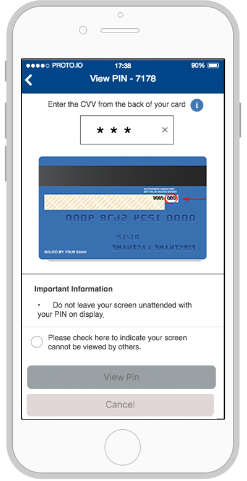 PROTO.IO 17:38 90%
View PIN - 7178
Enter the CVV from the back of your card i
* * * ×
ISSUED BY YOUR BANK
Important Information
• Do not leave your screen unattended with
your PIN on display.
Please check here to indicate your screen
cannot be viewed by others.
View Pin
Cancel